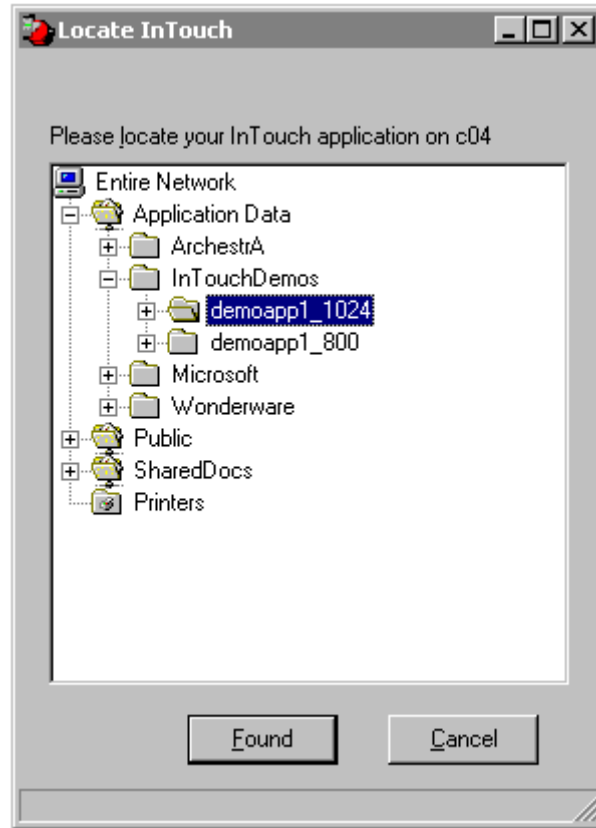 Locate InTouch
Please locate your InTouch application on c04
Entire Network
Application Data
ArchestrA
InTouchDemos
demoapp1_1024
demoapp1_800
Microsoft
Wonderware
Public
SharedDocs
Printers
Found
Cancel